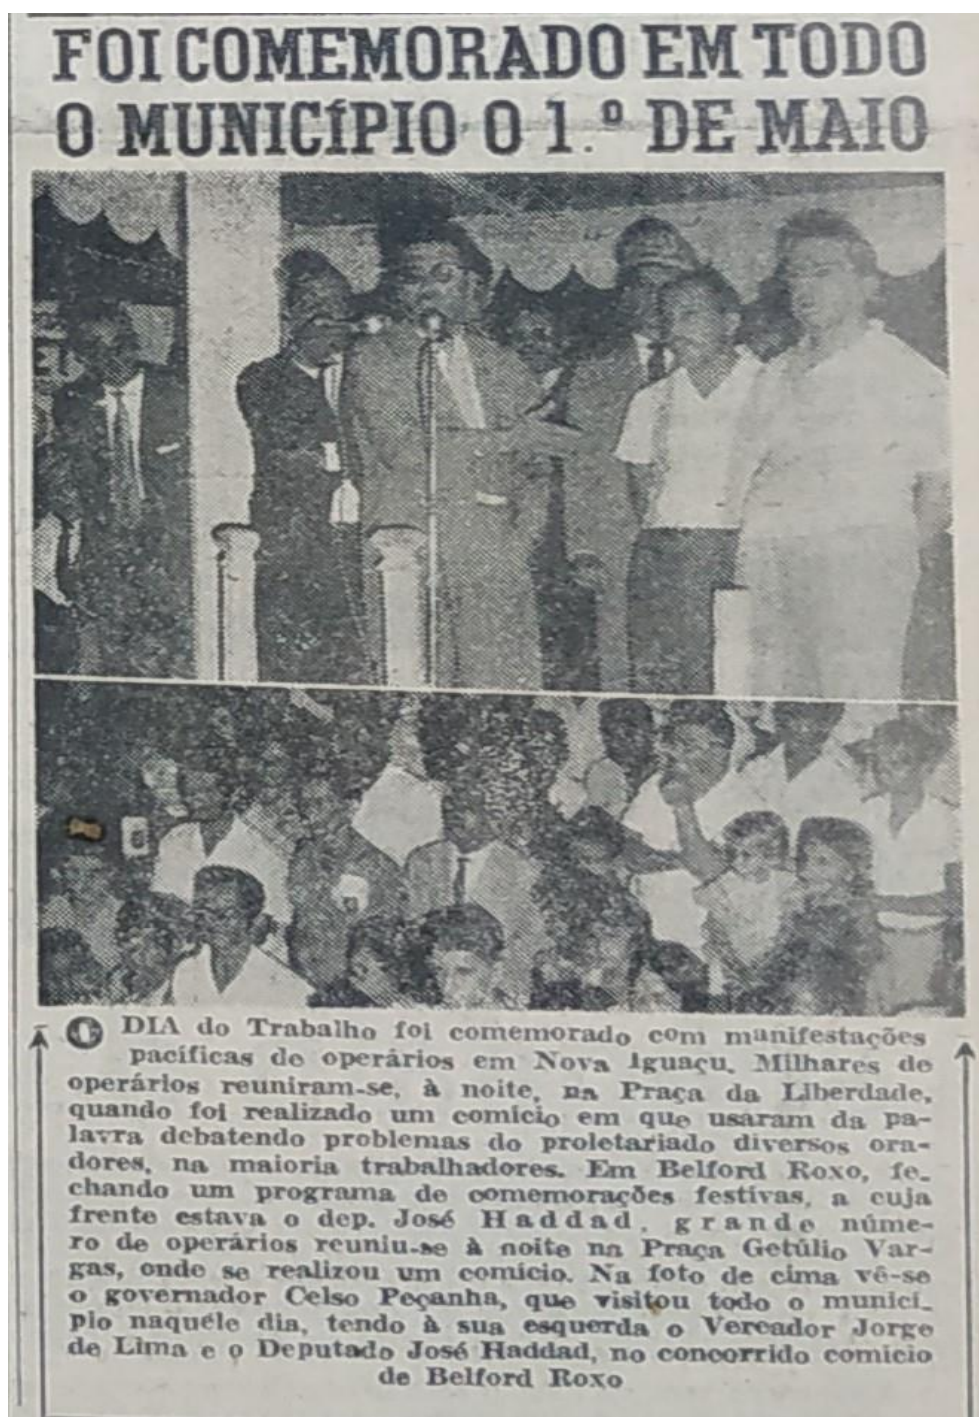 FOI COMEMORADO EM TODO
O MUNICÍPIO O 1.º DE MAIO
O DIA do Trabalho foi comemorado com manifestações
pacíficas de operários em Nova Iguaçu. Milhares de
operários reuniram-se, à noite, na Praça da Liberdade,
quando foi realizado um comício em que usaram da pa-
lavra debatendo problemas do proletariado diversos ora-
dores, na maioria trabalhadores. Em Belford Roxo, fe-
chando um programa de comemorações festivas, a cuja
frente estava o dep. José Haddad, grande núme-
ro de operários reuniu-se à noite na Praça Getúlio Var-
gas, onde se realizou um comício. Na foto de cima vê-se
o governador Celso Peçanha, que visitou todo o municí-
pio naquele dia, tendo à sua esquerda o Vereador Jorge
de Lima e o Deputado José Haddad, no concorrido comício
de Belford Roxo